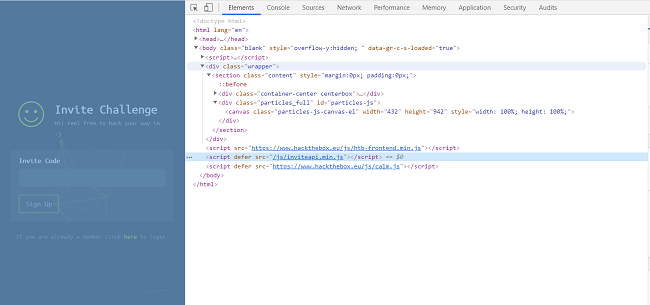 Invite Challenge
Hi! Feel free to hack your way in
:)
Invite Code
Sign Up
If you are already a member click here to login
Elements Console Sources Network Performance Memory Application Security Audits
<!doctype html>
<html lang="en">
<head>…</head>
<body class="blank" style="overflow-y:hidden; " data-gr-c-s-loaded="true">
<script>…</script>
<div class="wrapper">
<section class="content" style="margin:0px; padding:0px;">
::before
<div class="container-center centerbox">…</div>
<div class="particles_full" id="particles-js">
<canvas class="particles-js-canvas-el" width="432" height="942" style="width: 100%; height: 100%;">
</div>
</section>
</div>
<script src="https://www.hackthebox.eu/js/htb-frontend.min.js"></script>
... <script defer src="/js/inviteapi.min.js"></script> == $0
<script defer src="https://www.hackthebox.eu/js/calm.js"></script>
</body>
</html>